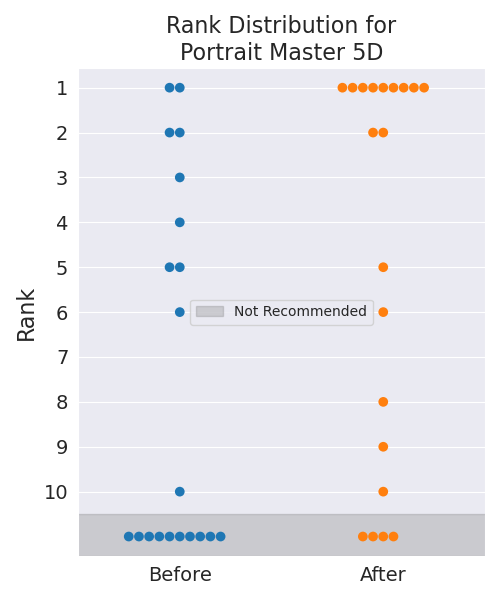 Rank Distribution for
Portrait Master 5D
Rank
1
2
3
4
5
6
7
8
9
10
Not Recommended
Before
After